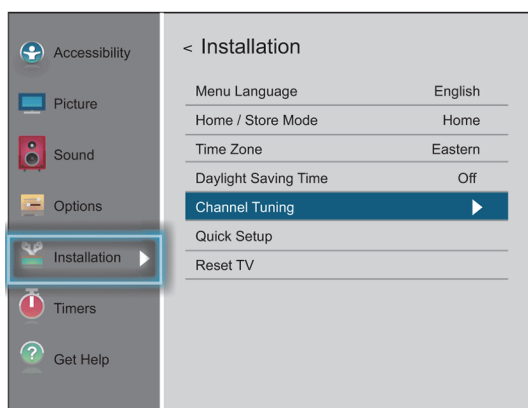 Accessibility
Picture
Sound
Options
Installation
Timers
Get Help
< Installation
Menu Language English
Home / Store Mode Home
Time Zone Eastern
Daylight Saving Time Off
Channel Tuning
Quick Setup
Reset TV